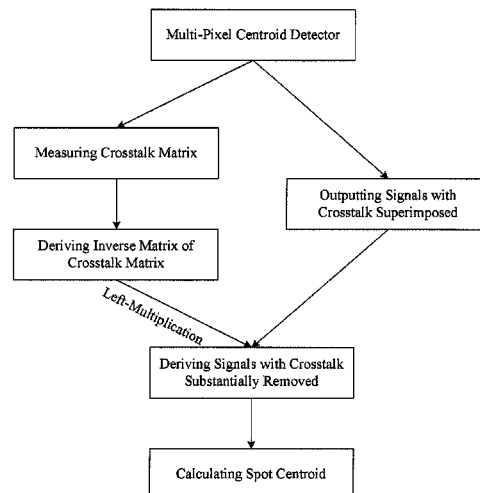 Multi-Pixel Centroid Detector
Measuring Crosstalk Matrix
Outputting Signals with
Crosstalk Superimposed
Deriving Inverse Matrix of
Crosstalk Matrix
Left-Multiplication
Deriving Signals with Crosstalk
Substantially Removed
Calculating Spot Centroid